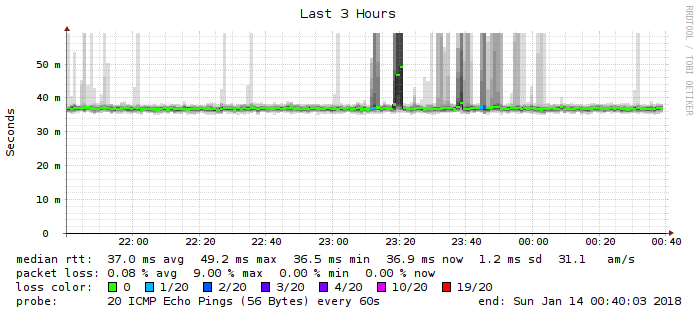 Last 3 Hours
RRDTOOL / TOBI OETIKER
Seconds
50 m
40 m
30 m
20 m
10 m
0
22:00 22:20 22:40 23:00 23:20 23:40 00:00 00:20 00:40
median rtt: 37.0 ms avg 49.2 ms max 36.5 ms min 36.9 ms now 1.2 ms sd 31.1 am/s
packet loss: 0.08 % avg 9.00 % max 0.00 % min 0.00 % now
loss color: 0 1/20 2/20 3/20 4/20 10/20 19/20
probe: 20 ICMP Echo Pings (56 Bytes) every 60s end: Sun Jan 14 00:40:03 2018